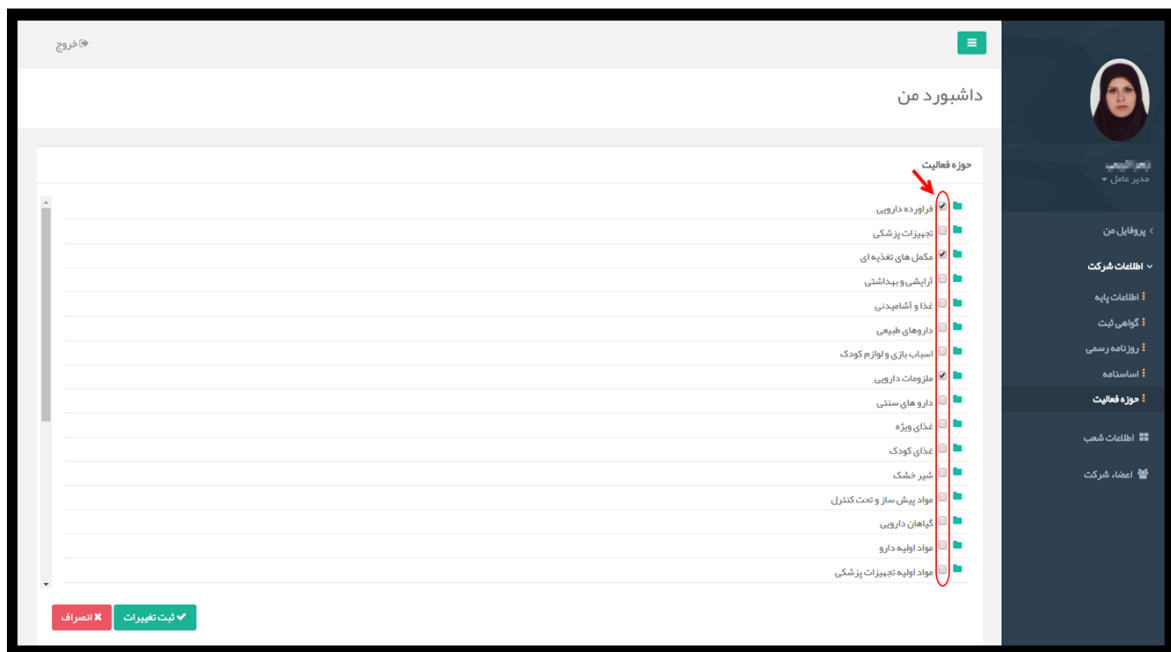 خروج
داشبورد من
حوزه فعالیت
فراورده دارویی
تجهیزات پزشکی
مکمل های تغذیه ای
آرایشی و بهداشتی
غذا و آشامیدنی
داروهای طبیعی
اسباب بازی و لوازم کودک
ملزومات دارویی
دارو های سنتی
غذای ویژه
غذای کودک
شیر خشک
مواد پیش ساز و تحت کنترل
گیاهان دارویی
مواد اولیه دارو
مواد اولیه تجهیزات پزشکی
ثبت تغییرات
انصراف
مدیر عامل
پروفایل من
اطلاعات شرکت
اطلاعات پایه
گواهی ثبت
روزنامه رسمی
اساسنامه
حوزه فعالیت
اطلاعات شعب
اعضاء شرکت